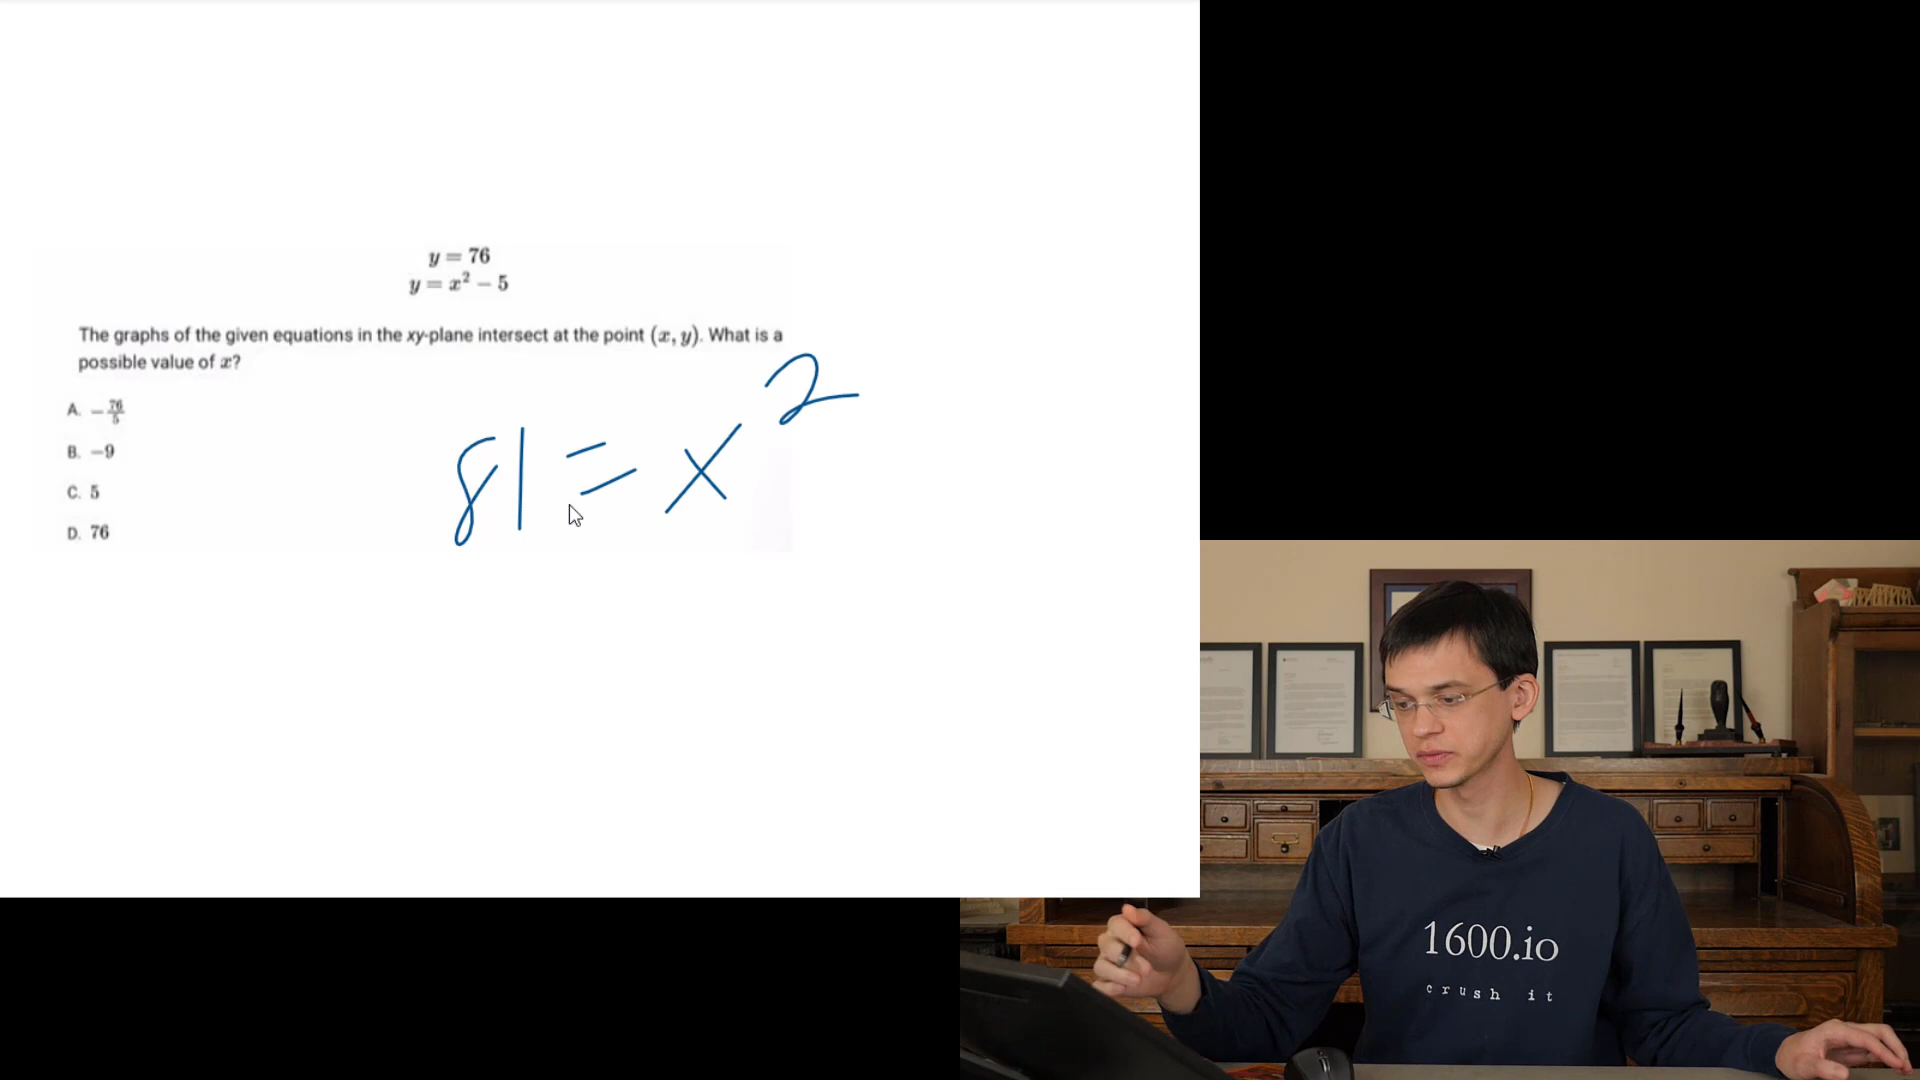 y = 76
y = x² − 5
The graphs of the given equations in the xy-plane intersect at the point (x, y). What is a
possible value of x?
A. −76/5
B. −9
C. 5
D. 76
81 = x²
1600.io
crush it